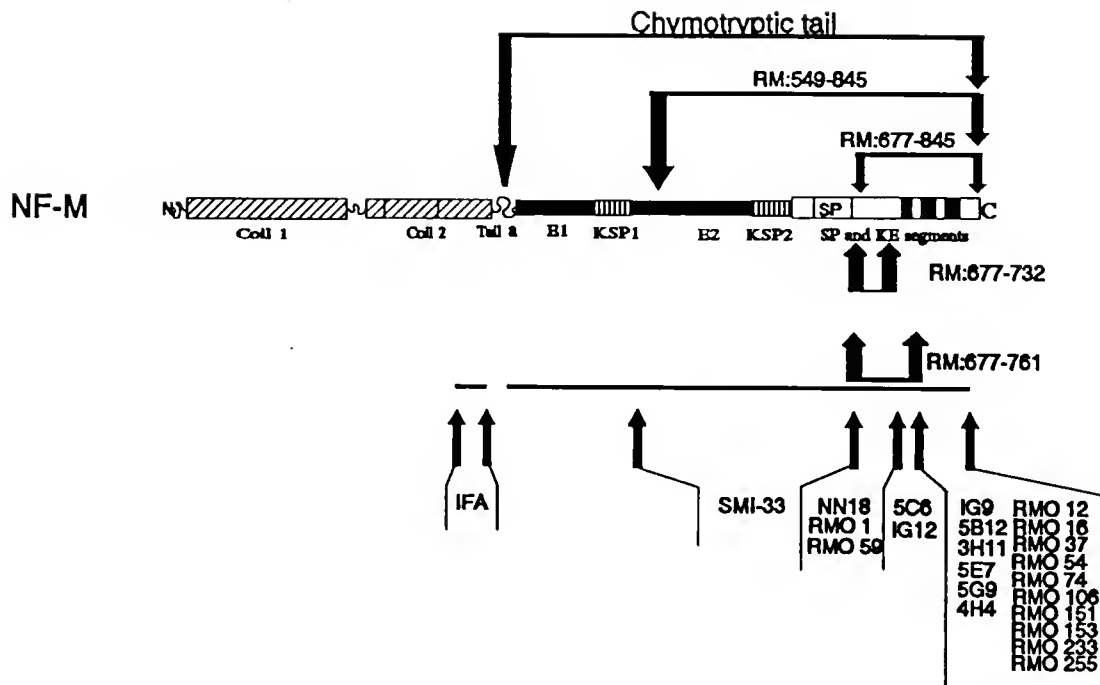 Chymotryptic tail
RM:549-845
RM:677-845
NF-M
N
SP
C
Coil 1
Coil 2
Tail a
E1
KSP1
E2
KSP2
SP and KE segments
RM:677-732
RM:677-761
IFA
SMI-33
NN18
RMO 1
RMO 59
5C6
IG12
IG9
5B12
3H11
5E7
5G9
4H4
RMO 12
RMO 16
RMO 37
RMO 54
RMO 74
RMO 106
RMO 151
RMO 153
RMO 233
RMO 255